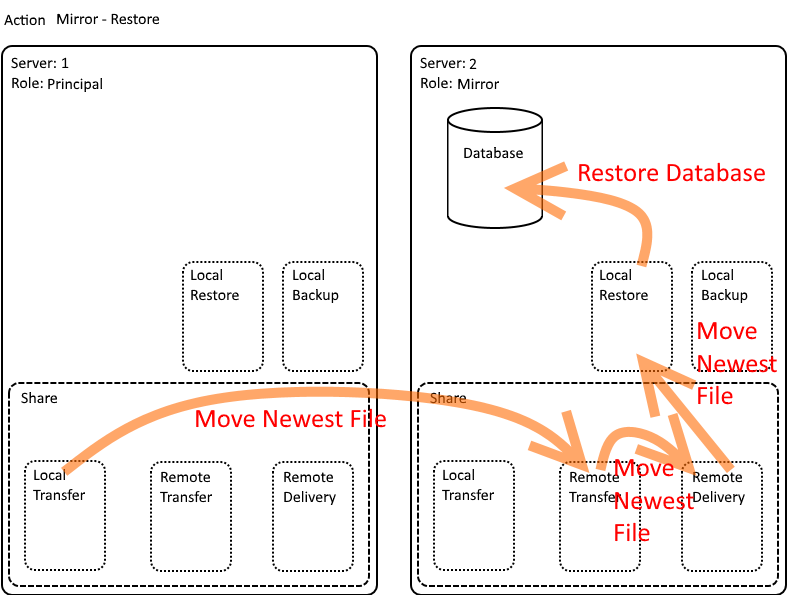 Action Mirror - Restore
Server: 1
Role: Principal
Server: 2
Role: Mirror
Database
Restore Database
Local
Restore
Local
Backup
Local
Restore
Local
Backup
Move
Newest
File
Share
Move Newest File
Share
Local
Transfer
Remote
Transfer
Remote
Delivery
Local
Transfer
Remote
Transfer
Move
Newest
File
Remote
Delivery